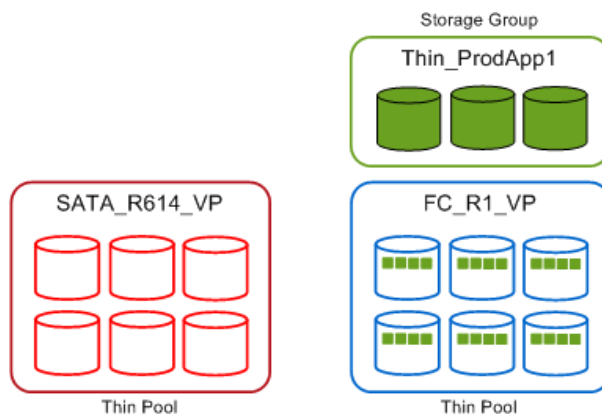 Storage Group
Thin_ProdApp1
SATA_R614_VP
FC_R1_VP
Thin Pool
Thin Pool